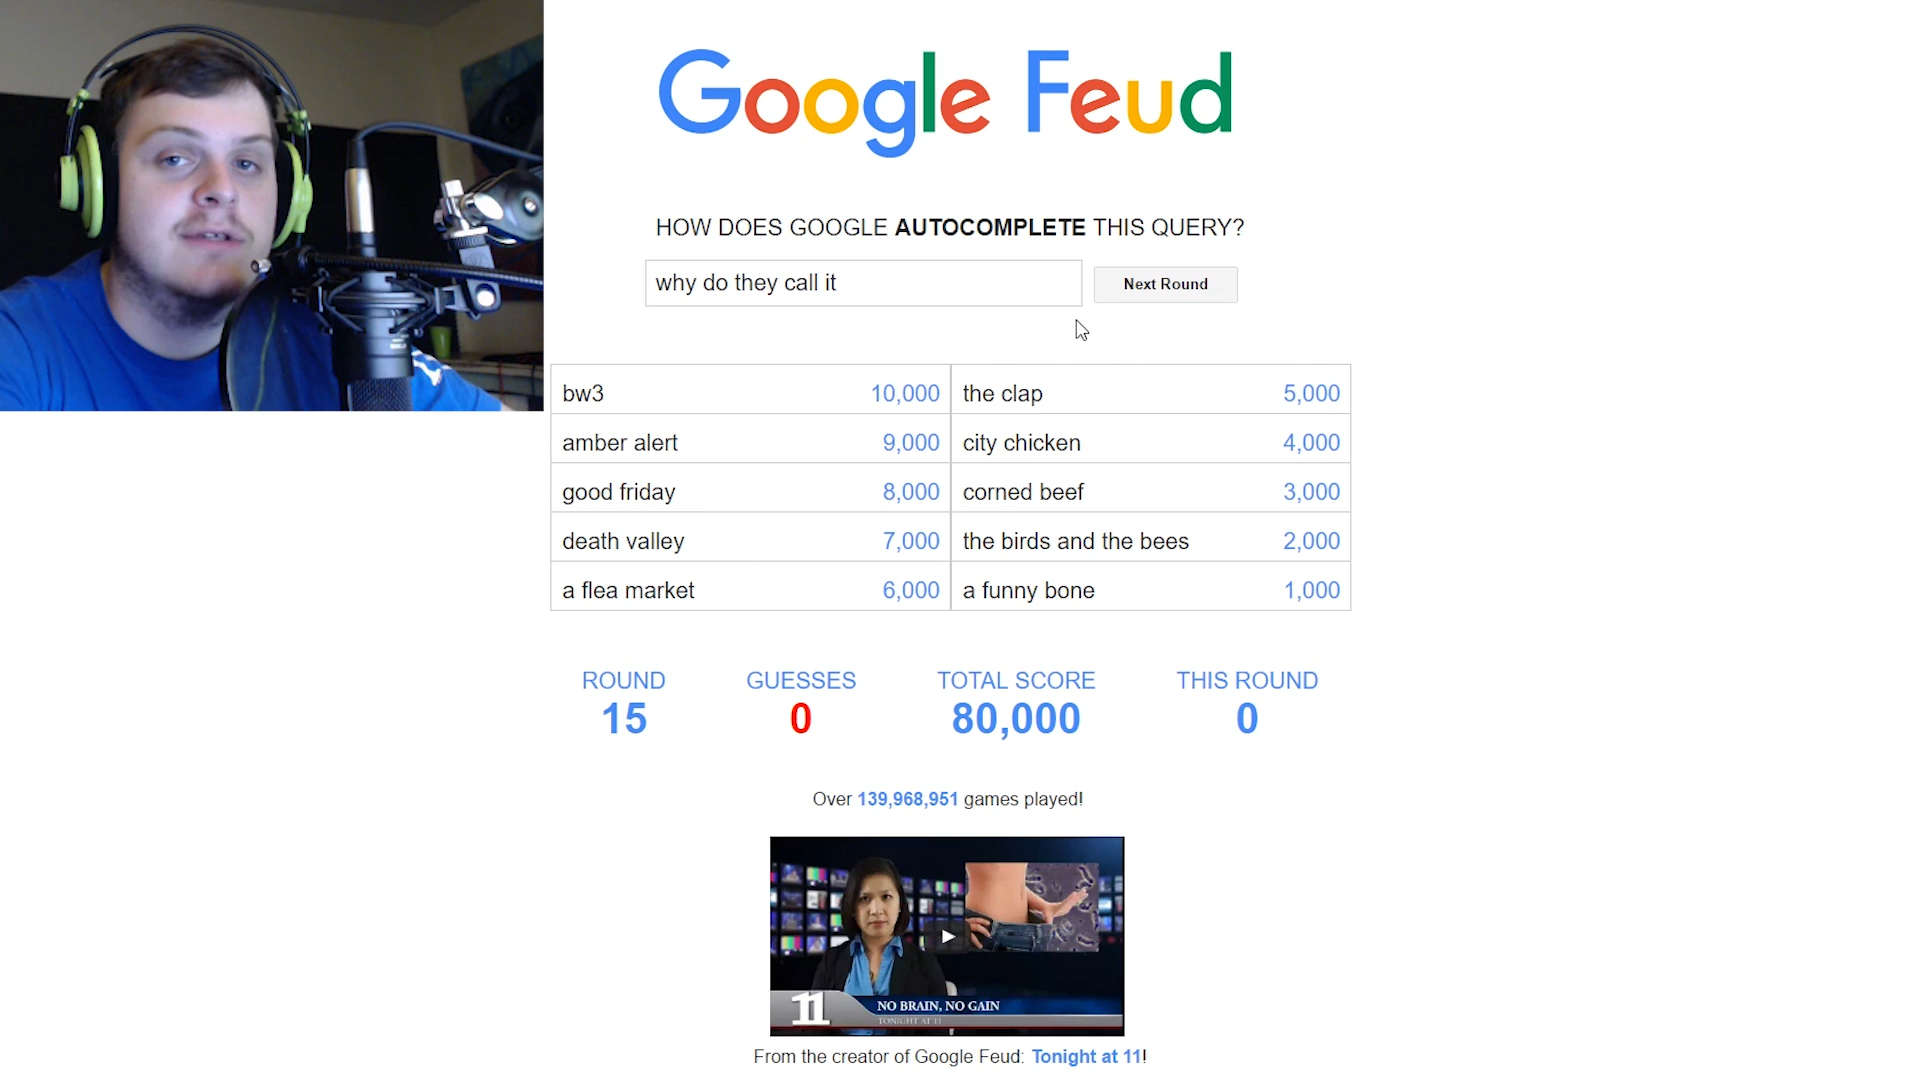 Google Feud
HOW DOES GOOGLE AUTOCOMPLETE THIS QUERY?
why do they call it
Next Round
bw3 10,000 the clap 5,000
amber alert 9,000 city chicken 4,000
good friday 8,000 corned beef 3,000
death valley 7,000 the birds and the bees 2,000
a flea market 6,000 a funny bone 1,000
ROUND GUESSES TOTAL SCORE THIS ROUND
15 0 80,000 0
Over 139,968,951 games played!
11 NO BRAIN, NO GAIN
TONIGHT AT 11
From the creator of Google Feud: Tonight at 11!